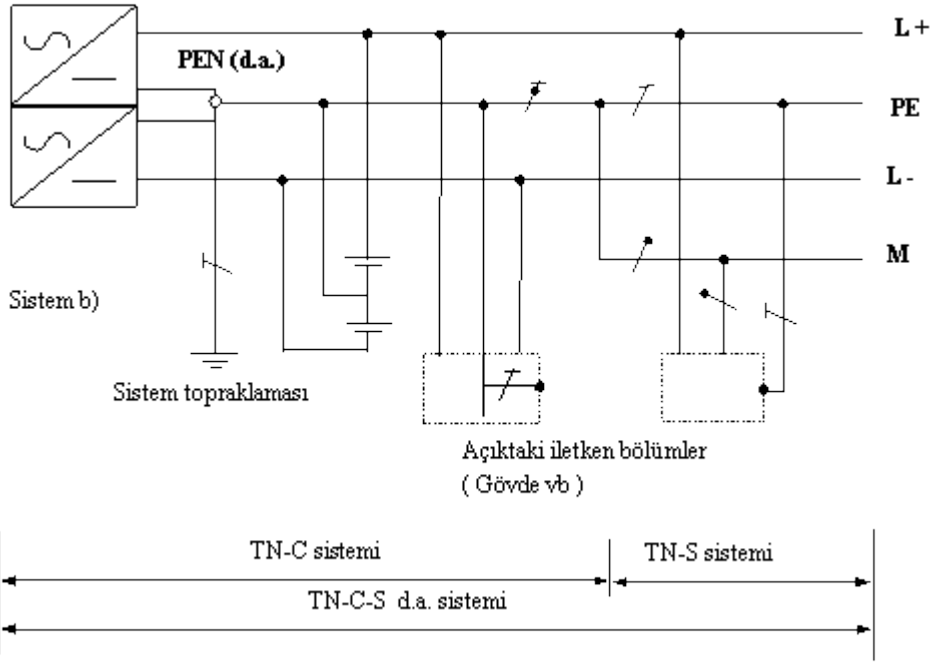 L +
PEN (d.a.)
PE
L -
M
Sistem b)
Sistem topraklaması
Açıktaki iletken bölümler
( Gövde vb )
TN-C sistemi
TN-S sistemi
TN-C-S d.a. sistemi